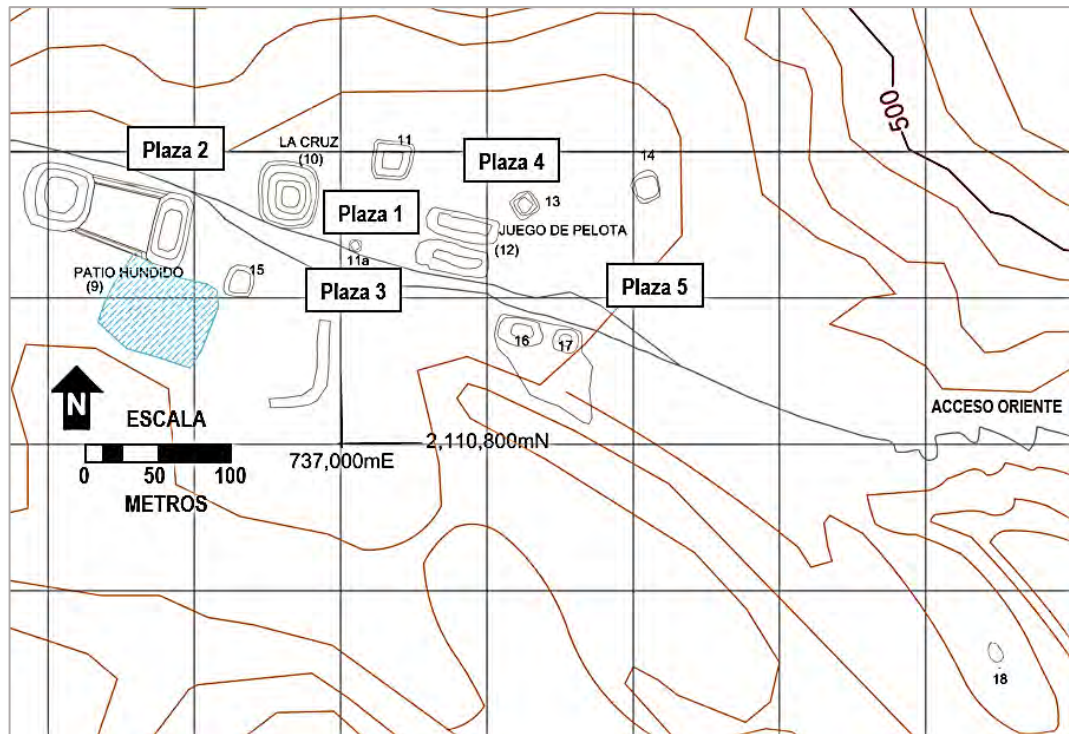 500
Plaza 2
LA CRUZ
(10)
11
Plaza 4
14
13
Plaza 1
JUEGO DE PELOTA
(12)
11a
PATIO HUNDIDO
(9)
15
Plaza 3
Plaza 5
16
17
N
ESCALA
0 50 100
METROS
737,000mE
2,110,800mN
ACCESO ORIENTE
18